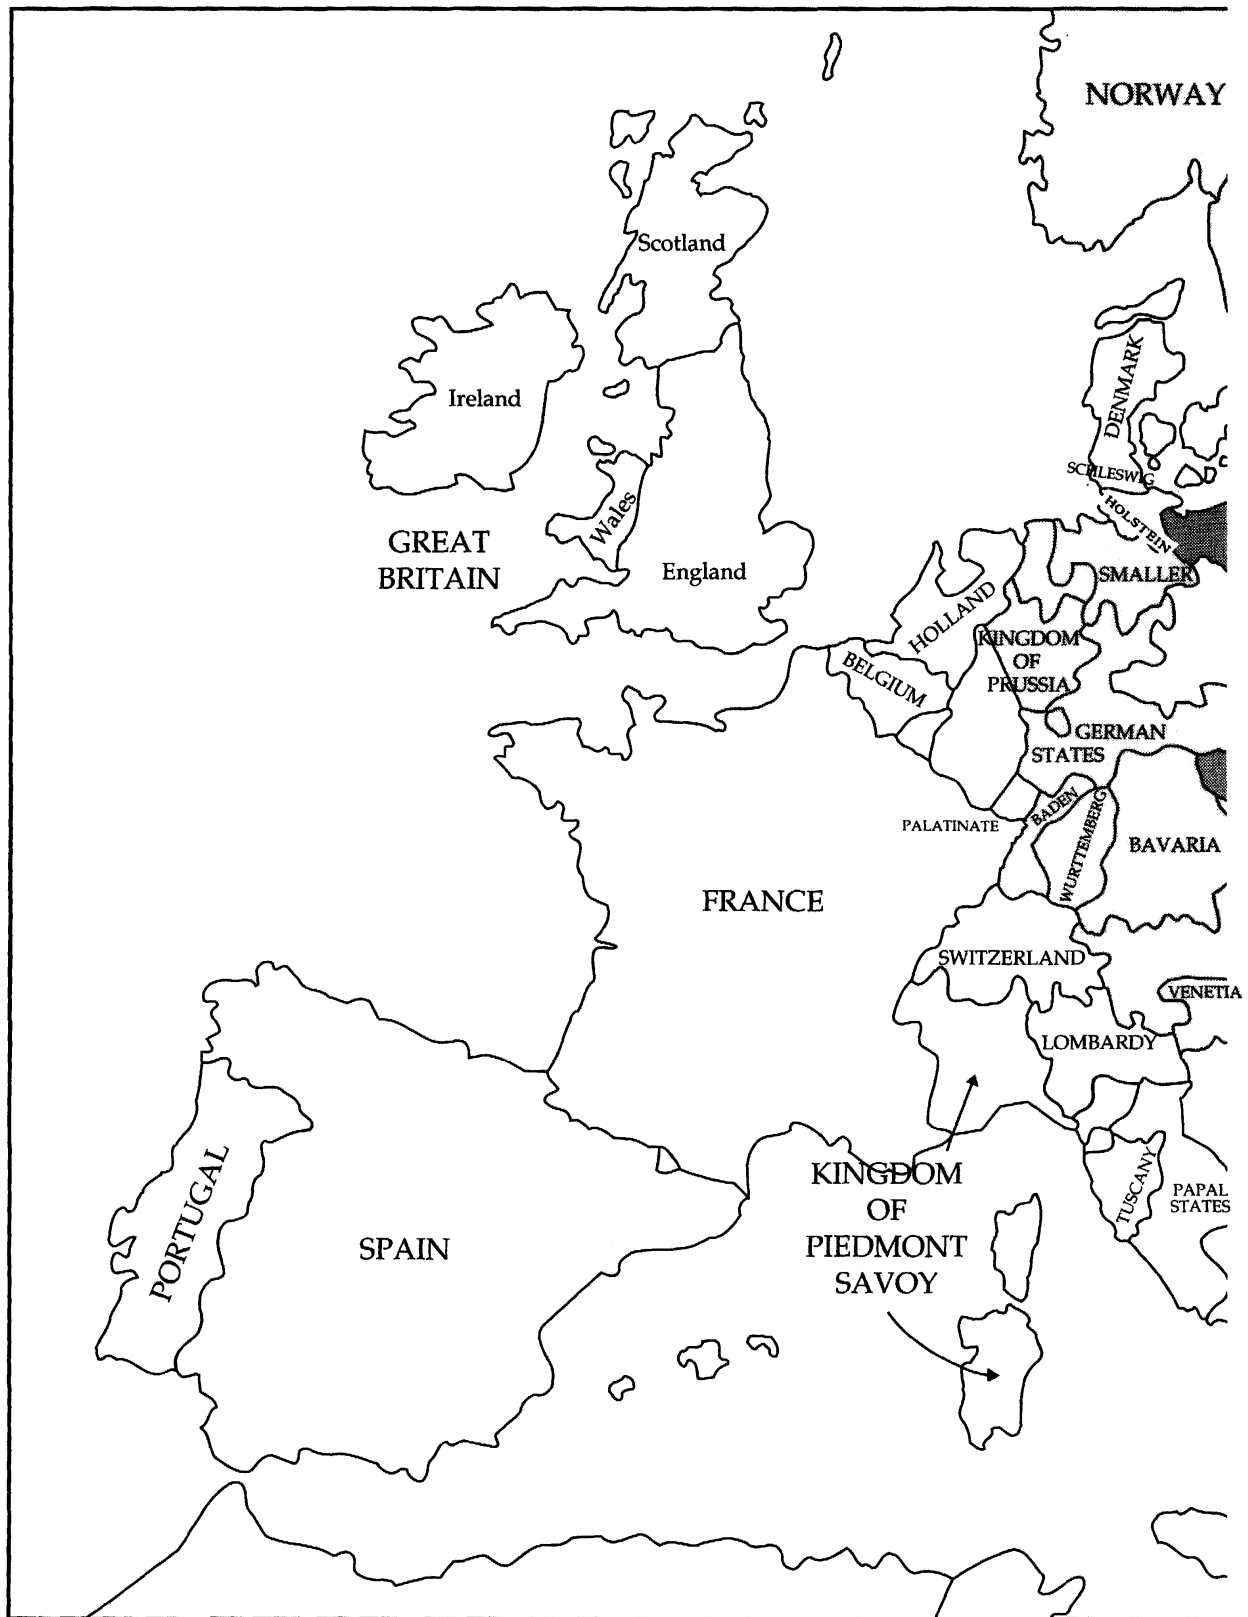 NORWAY
Scotland
Ireland
DENMARK
SCHLESWIG
HOLSTEIN
Wales
GREAT
BRITAIN
England
SMALLER
HOLLAND
KINGDOM
OF
PRUSSIA
BELGIUM
GERMAN
STATES
BADEN
PALATINATE
WURTTEMBERG
BAVARIA
FRANCE
SWITZERLAND
VENETIA
LOMBARDY
KINGDOM
OF
PIEDMONT
SAVOY
TUSCANY
PAPAL
STATES
PORTUGAL
SPAIN